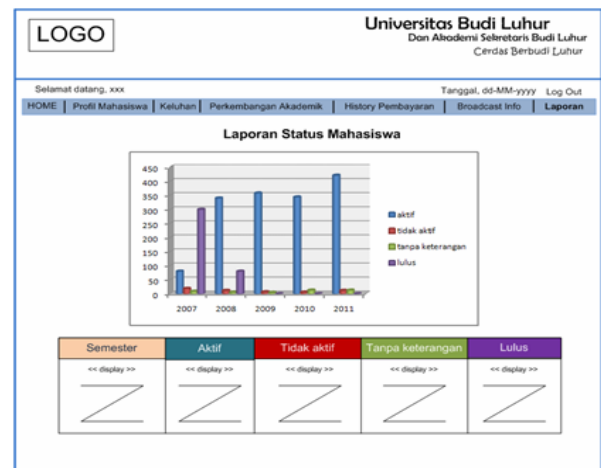 LOGO
Universitas Budi Luhur
Dan Akademi Sekretaris Budi Luhur
Cerdas Berbudi Luhur
Selamat datang, xxx
Tanggal, dd-MM-yyyy Log Out
HOME Profil Mahasiswa Keluhan Perkembangan Akademik History Pembayaran Broadcast Info Laporan
Laporan Status Mahasiswa
450
400
350
300
250
200
150
100
50
0
2007 2008 2009 2010 2011
aktif
tidak aktif
tanpa keterangan
lulus
Semester Aktif Tidak aktif Tanpa keterangan Lulus
<< display >> << display >> << display >> << display >> << display >>